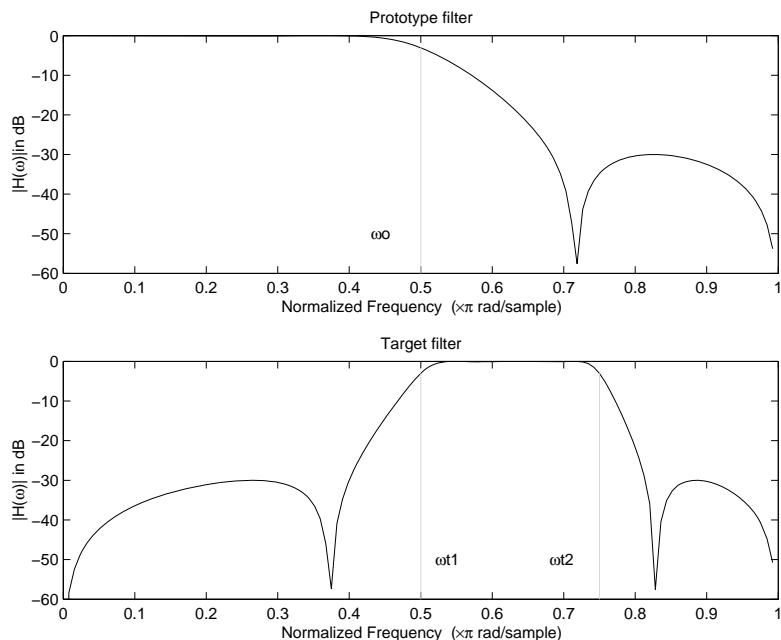 Prototype filter
0
−10
−20
−30
−40
−50
−60
|H(ω)|in dB
ωo
0 0.1 0.2 0.3 0.4 0.5 0.6 0.7 0.8 0.9 1
Normalized Frequency (×π rad/sample)
Target filter
0
−10
−20
−30
−40
−50
−60
|H(ω)| in dB
ωt1 ωt2
0 0.1 0.2 0.3 0.4 0.5 0.6 0.7 0.8 0.9 1
Normalized Frequency (×π rad/sample)